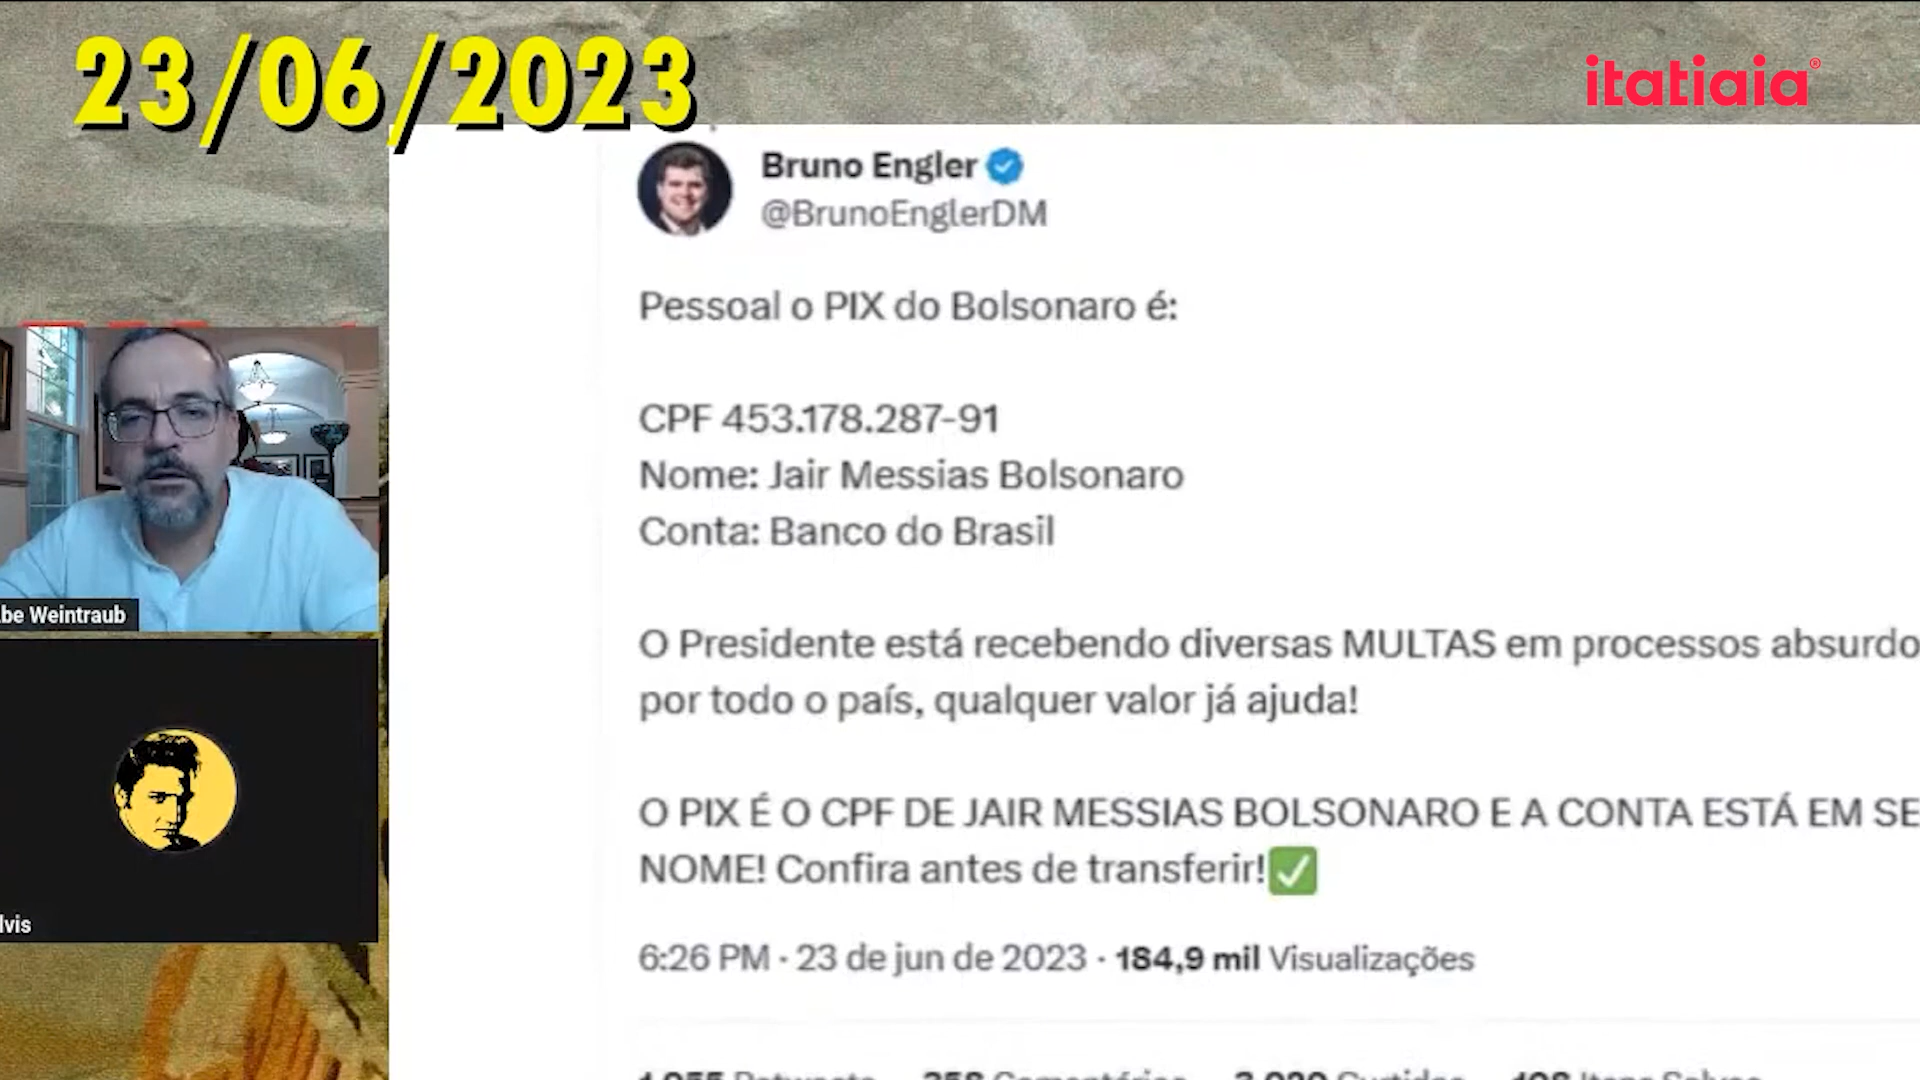 23/06/2023
itatiaia®
Bruno Engler
@BrunoEnglerDM
Pessoal o PIX do Bolsonaro é:
CPF 453.178.287-91
Nome: Jair Messias Bolsonaro
Conta: Banco do Brasil
O Presidente está recebendo diversas MULTAS em processos absurdo
por todo o país, qualquer valor já ajuda!
O PIX É O CPF DE JAIR MESSIAS BOLSONARO E A CONTA ESTÁ EM SE
NOME! Confira antes de transferir!
6:26 PM · 23 de jun de 2023 · 184,9 mil Visualizações
be Weintraub
lvis